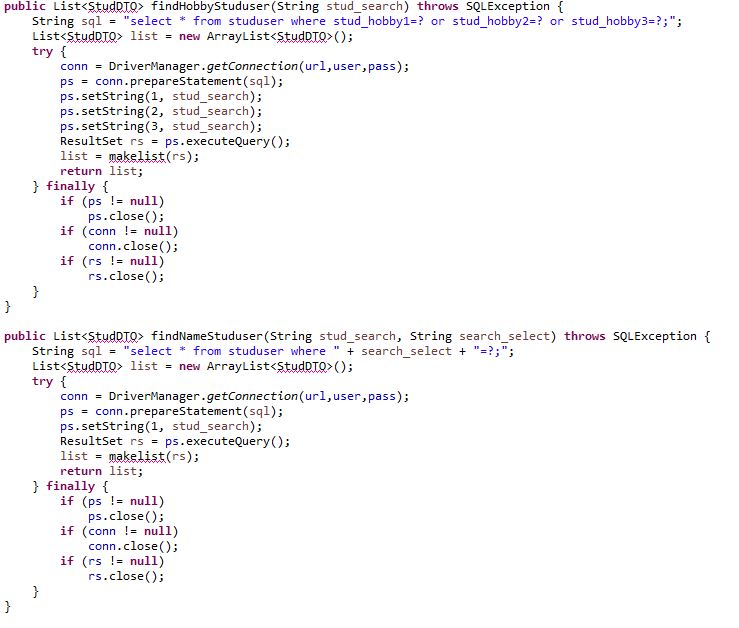 public List<StudDTO> findHobbyStuduser(String stud_search) throws SQLException {
    String sql = "select * from studuser where stud_hobby1=? or stud_hobby2=? or stud_hobby3=?;";
    List<StudDTO> list = new ArrayList<StudDTO>();
    try {
        conn = DriverManager.getConnection(url,user,pass);
        ps = conn.prepareStatement(sql);
        ps.setString(1, stud_search);
        ps.setString(2, stud_search);
        ps.setString(3, stud_search);
        ResultSet rs = ps.executeQuery();
        list = makelist(rs);
        return list;
    } finally {
        if (ps != null)
            ps.close();
        if (conn != null)
            conn.close();
        if (rs != null)
            rs.close();
    }
}

public List<StudDTO> findNameStuduser(String stud_search, String search_select) throws SQLException {
    String sql = "select * from studuser where " + search_select + "=?;";
    List<StudDTO> list = new ArrayList<StudDTO>();
    try {
        conn = DriverManager.getConnection(url,user,pass);
        ps = conn.prepareStatement(sql);
        ps.setString(1, stud_search);
        ResultSet rs = ps.executeQuery();
        list = makelist(rs);
        return list;
    } finally {
        if (ps != null)
            ps.close();
        if (conn != null)
            conn.close();
        if (rs != null)
            rs.close();
    }
}